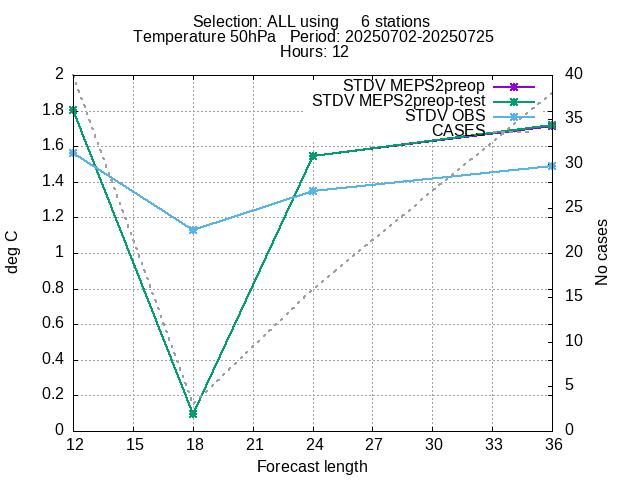 Selection: ALL using 6 stations
Temperature 50hPa Period: 20250702-20250725
Hours: 12
STDV MEPS2preop
STDV MEPS2preop-test
STDV OBS
CASES
2
1.8
1.6
1.4
1.2
1
0.8
0.6
0.4
0.2
0
40
35
30
25
20
15
10
5
0
deg C
No cases
12 15 18 21 24 27 30 33 36
Forecast length